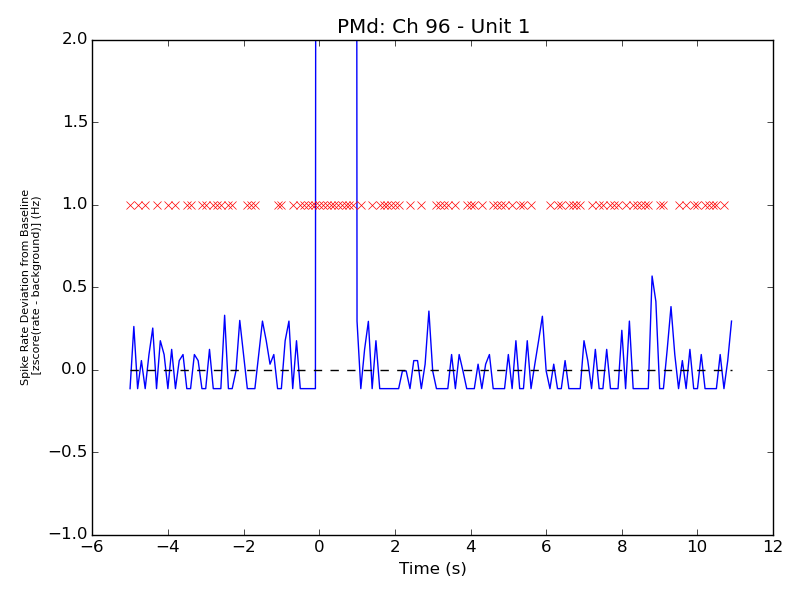 PMd: Ch 96 - Unit 1
2.0
1.5
1.0
0.5
0.0
−0.5
−1.0
Spike Rate Deviation from Baseline
[zscore(rate - background)] (Hz)
−6 −4 −2 0 2 4 6 8 10 12
Time (s)